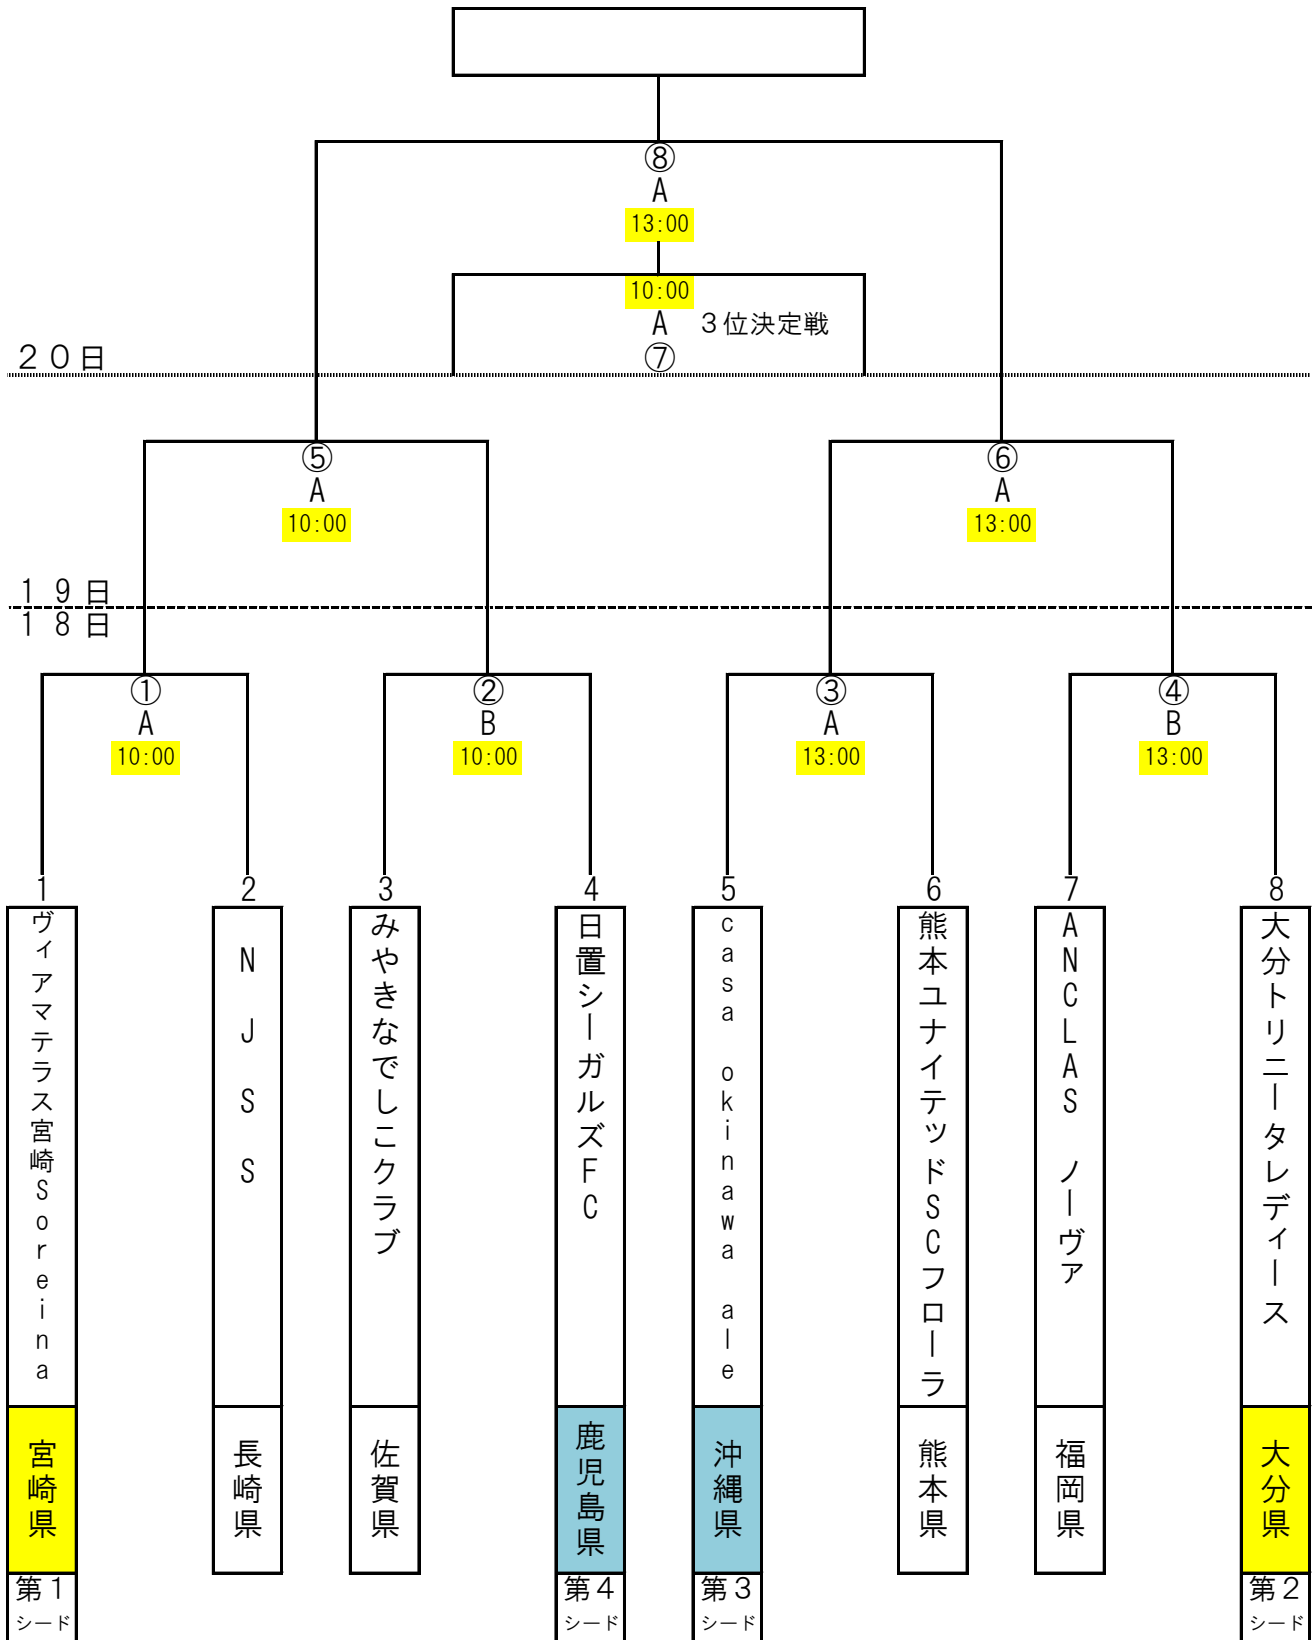 ⑧
A
13:00
10:00
A ３位決定戦
⑦
２０日
⑤
A
10:00
⑥
A
13:00
１９日
１８日
①
A
10:00
②
B
10:00
③
A
13:00
④
B
13:00
1 2 3 4 5 6 7 8
ヴィアマテラス宮崎Soreina
NJSS
みやきなでしこクラブ
日置シーガルズFC
casa okinawa ale
熊本ユナイテッドSCフローラ
ANCLAS ノーヴァ
大分トリニータレディース
宮崎県
長崎県
佐賀県
鹿児島県
沖縄県
熊本県
福岡県
大分県
第１
シード
第４
シード
第３
シード
第２
シード